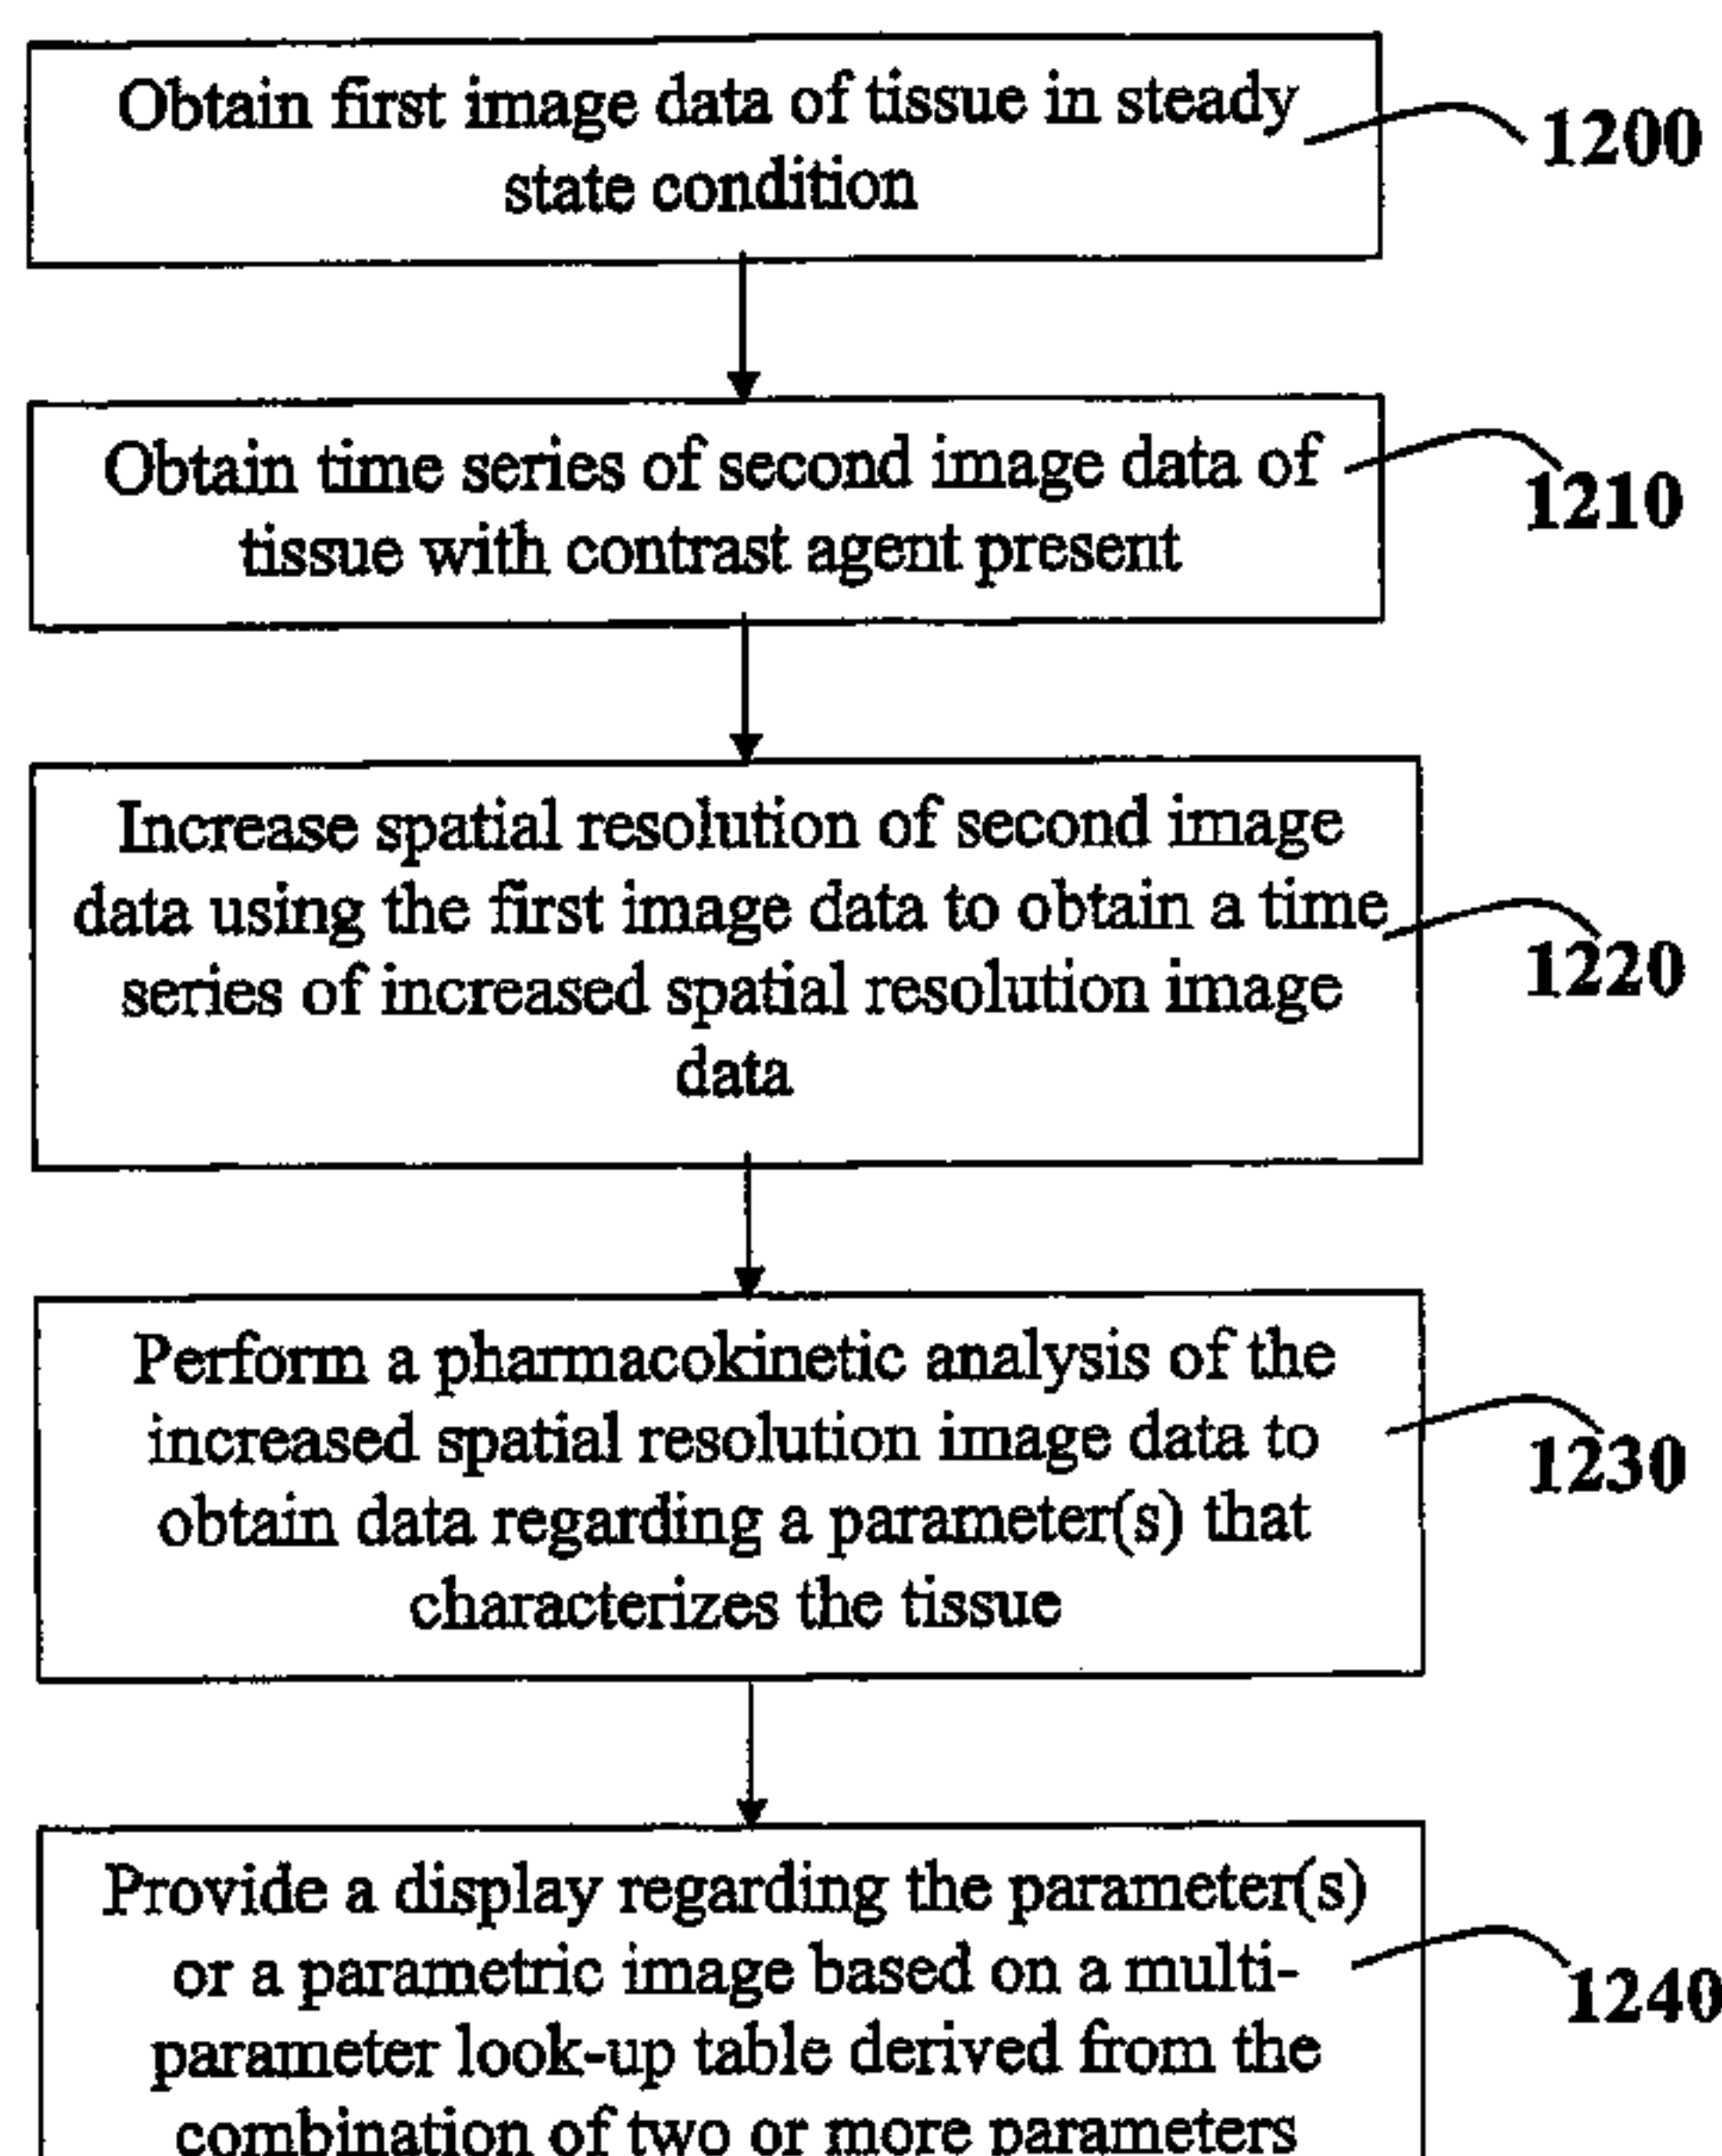 Obtain first image data of tissue in steady
state condition
1200
Obtain time series of second image data of
tissue with contrast agent present
1210
Increase spatial resolution of second image
data using the first image data to obtain a time
series of increased spatial resolution image
data
1220
Perform a pharmacokinetic analysis of the
increased spatial resolution image data to
obtain data regarding a parameter(s) that
characterizes the tissue
1230
Provide a display regarding the parameter(s)
or a parametric image based on a multi-
parameter look-up table derived from the
combination of two or more parameters
1240